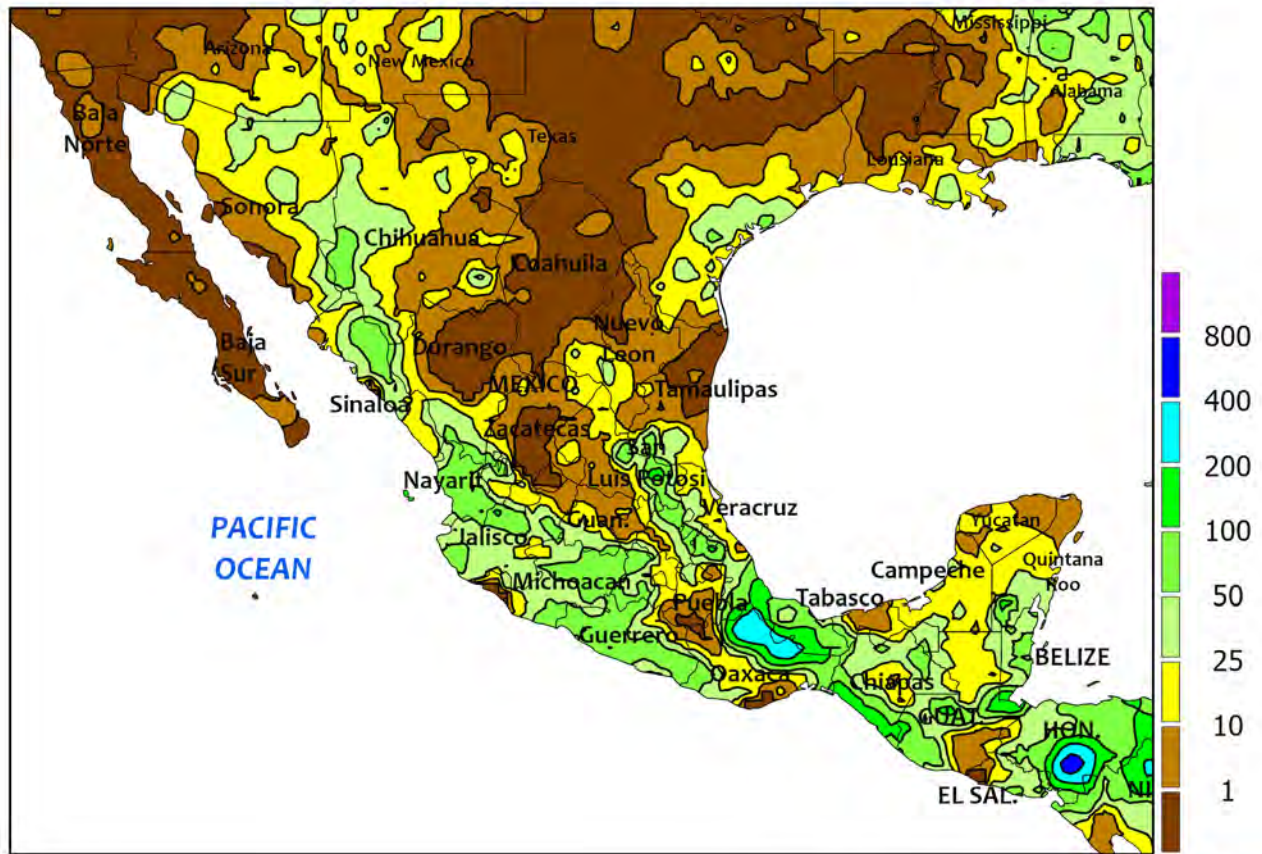 Mississippi
Arizona
New Mexico
Alabama
Baja
Norte
Texas
Lousiana
Sonora
Chihuahua
Coahuila
Nuevo
Leon
Baja
Sur
Durango
MEXICO
Tamaulipas
Sinaloa
Zacatecas
San
Luis Potosi
Nayarit
Veracruz
Guan.
PACIFIC
OCEAN
Jalisco
Yucatan
Michoacan
Campeche
Quintana
Roo
Puebla
Tabasco
Guerrero
BELIZE
Oaxaca
Chiapas
GUAT.
HON.
EL SAL.
NI
800
400
200
100
50
25
10
1